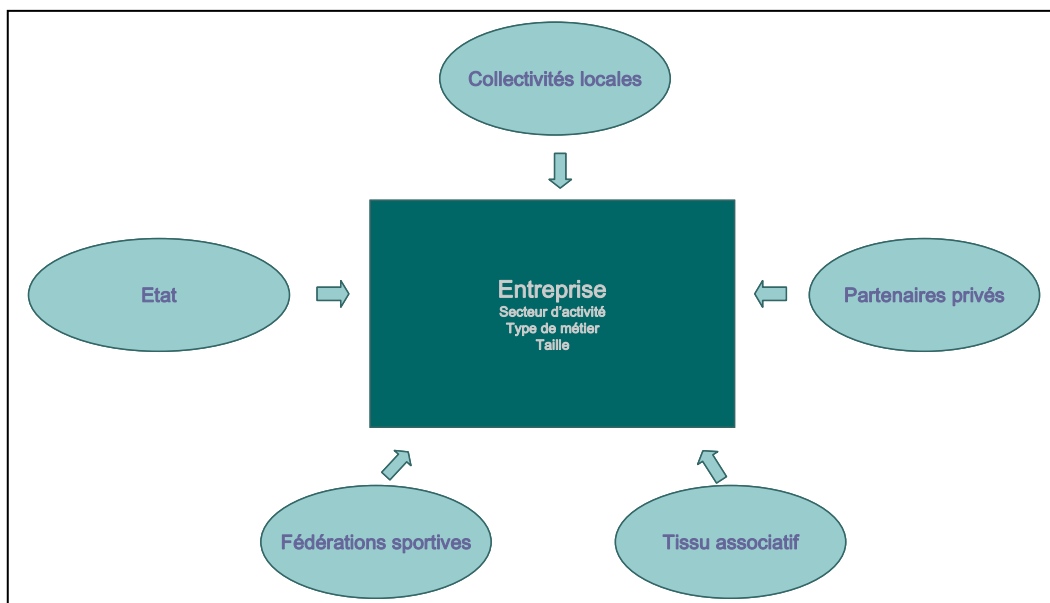 Collectivités locales
Etat
Entreprise
Secteur d'activité
Type de métier
Taille
Partenaires privés
Fédérations sportives
Tissu associatif